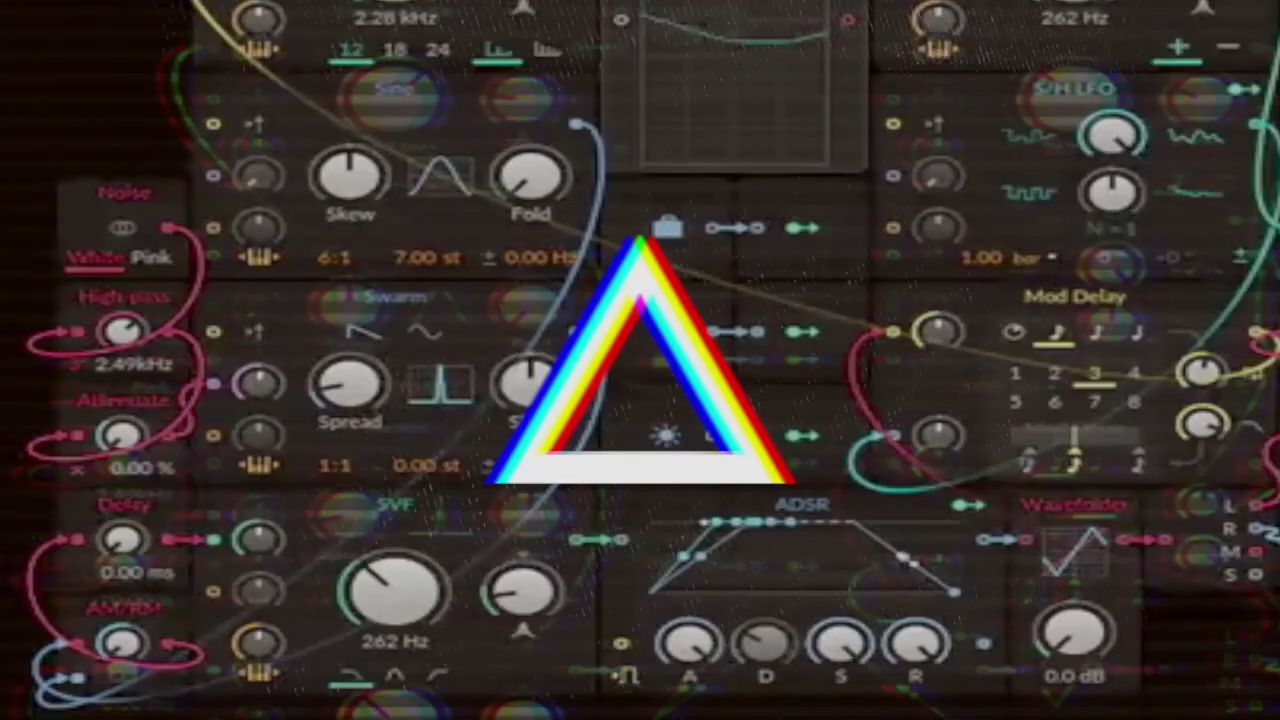 2.28 kHz
262 Hz
12 18 24
Sine
S/H LFO
Noise
Skew
Fold
N = 1
White Pink
6:1 7.00 st ± 0.00 Hz
1.00 bar
High-pass
Swarm
Mod Delay
2.49kHz
1 2 3 4
Attenuate
Spread
5 6 7 8
0.00 %
1:1 0.00 st ±
Delay
SVF
ADSR
Wavefolder
L
R
M
S
0.00 ms
AM/RM
262 Hz
A D S R
0.0 dB